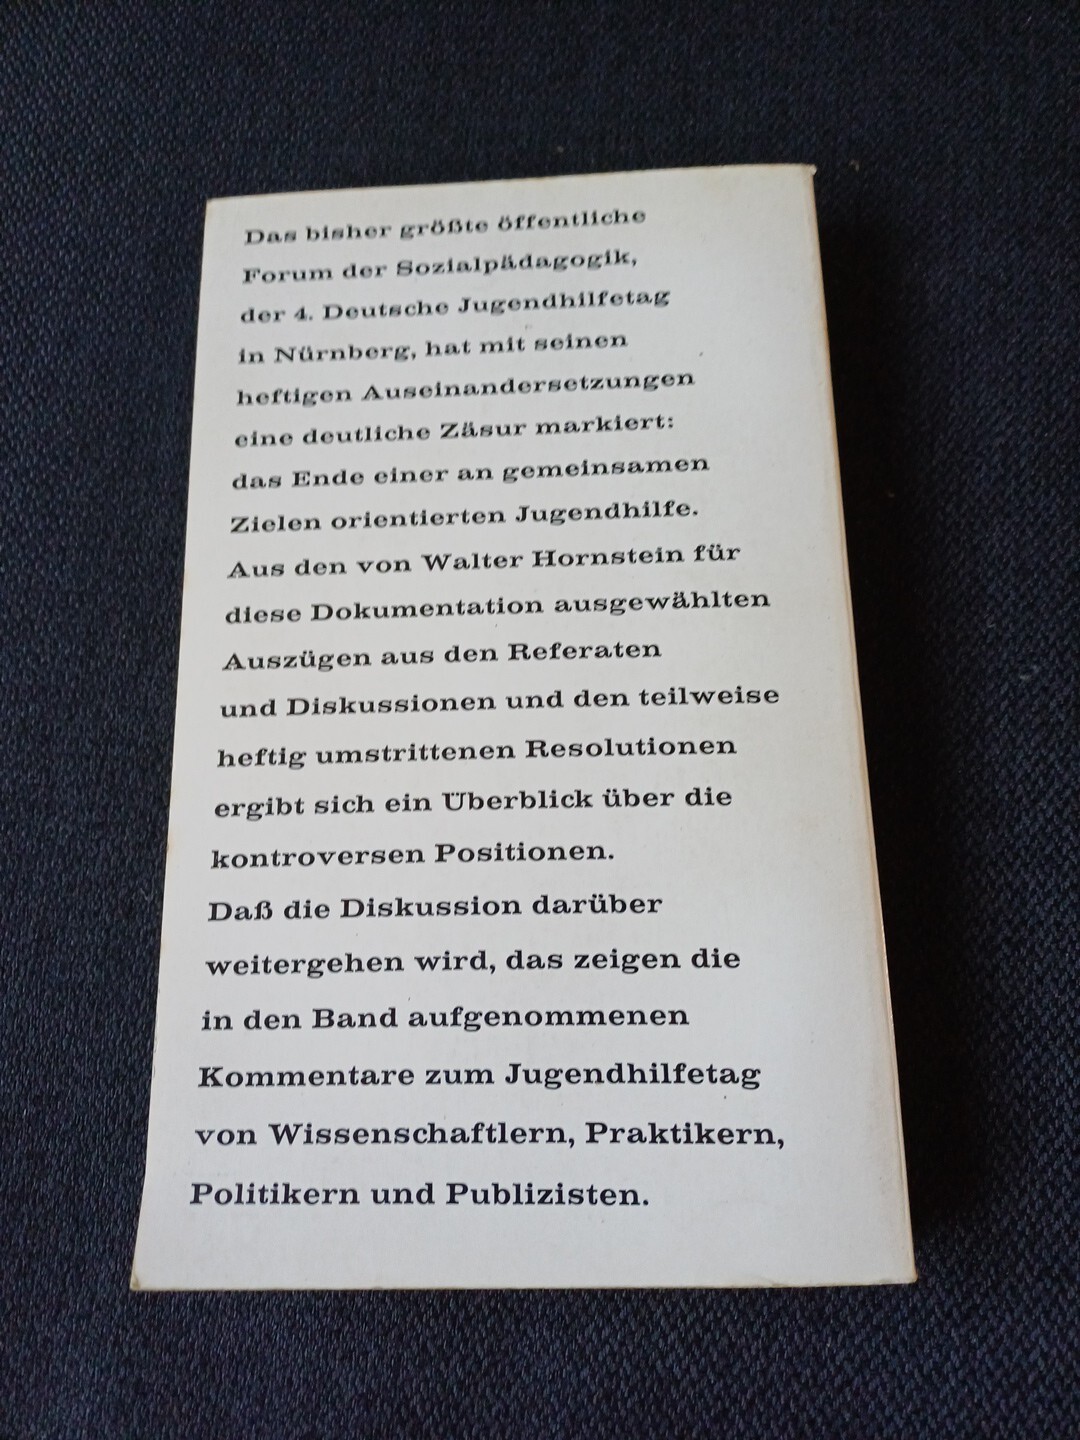 Das bisher größte öffentliche
Forum der Sozialpädagogik,
der 4. Deutsche Jugendhilfetag
in Nürnberg, hat mit seinen
heftigen Auseinandersetzungen
eine deutliche Zäsur markiert:
das Ende einer an gemeinsamen
Zielen orientierten Jugendhilfe.
Aus den von Walter Hornstein für
diese Dokumentation ausgewählten
Auszügen aus den Referaten
und Diskussionen und den teilweise
heftig umstrittenen Resolutionen
ergibt sich ein Überblick über die
kontroversen Positionen.
Daß die Diskussion darüber
weitergehen wird, das zeigen die
in den Band aufgenommenen
Kommentare zum Jugendhilfetag
von Wissenschaftlern, Praktikern,
Politikern und Publizisten.